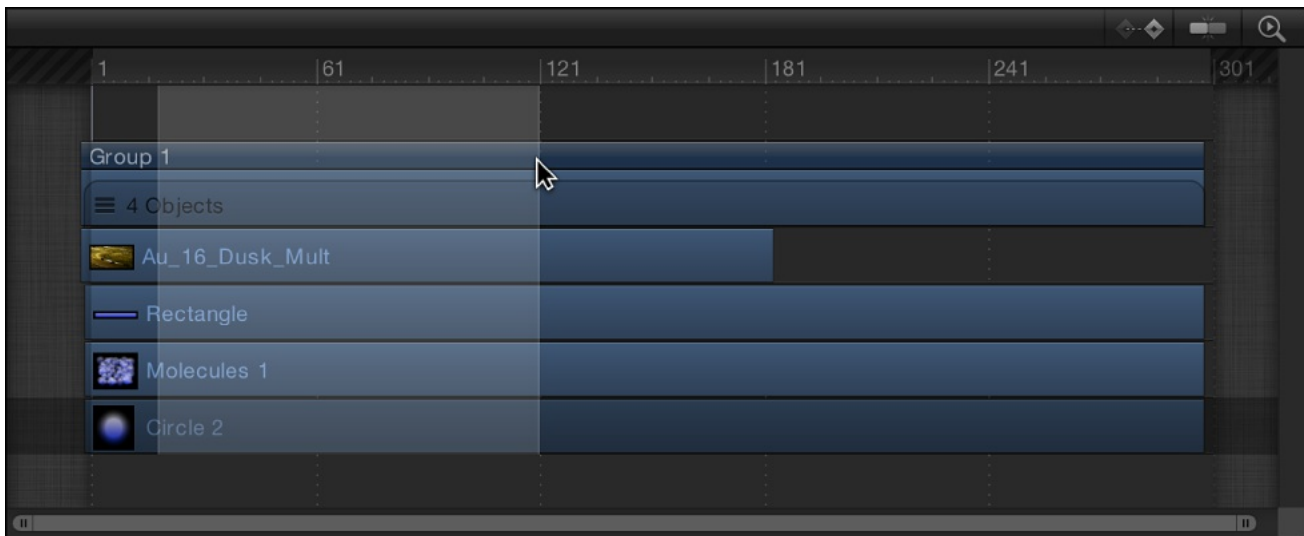 1 61 121 181 241 301
Group 1
4 Objects
Au_16_Dusk_Mult
Rectangle
Molecules 1
Circle 2